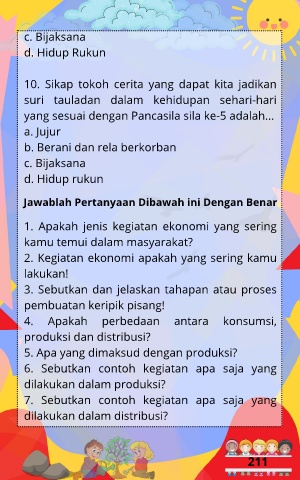 c. Bijaksana
d. Hidup Rukun
10. Sikap tokoh cerita yang dapat kita jadikan
suri tauladan dalam kehidupan sehari-hari
yang sesuai dengan Pancasila sila ke-5 adalah...
a. Jujur
b. Berani dan rela berkorban
c. Bijaksana
d. Hidup rukun
Jawablah Pertanyaan Dibawah ini Dengan Benar
1. Apakah jenis kegiatan ekonomi yang sering
kamu temui dalam masyarakat?
2. Kegiatan ekonomi apakah yang sering kamu
lakukan!
3. Sebutkan dan jelaskan tahapan atau proses
pembuatan keripik pisang!
4. Apakah perbedaan antara konsumsi,
produksi dan distribusi?
5. Apa yang dimaksud dengan produksi?
6. Sebutkan contoh kegiatan apa saja yang
dilakukan dalam produksi?
7. Sebutkan contoh kegiatan apa saja yang
dilakukan dalam distribusi?
211